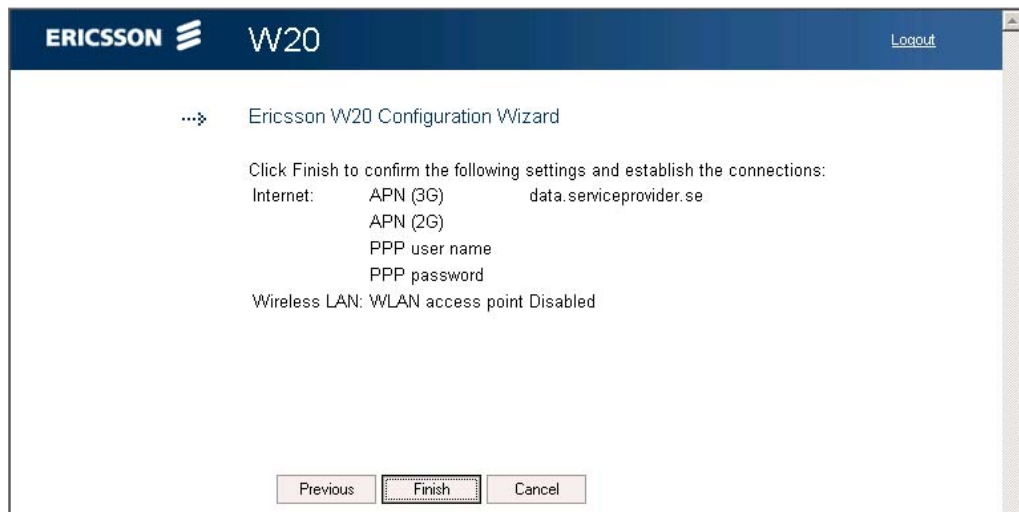 ERICSSON W20 Logout
Ericsson W20 Configuration Wizard
Click Finish to confirm the following settings and establish the connections:
Internet: APN (3G) data.serviceprovider.se
APN (2G)
PPP user name
PPP password
Wireless LAN: WLAN access point Disabled
Previous Finish Cancel